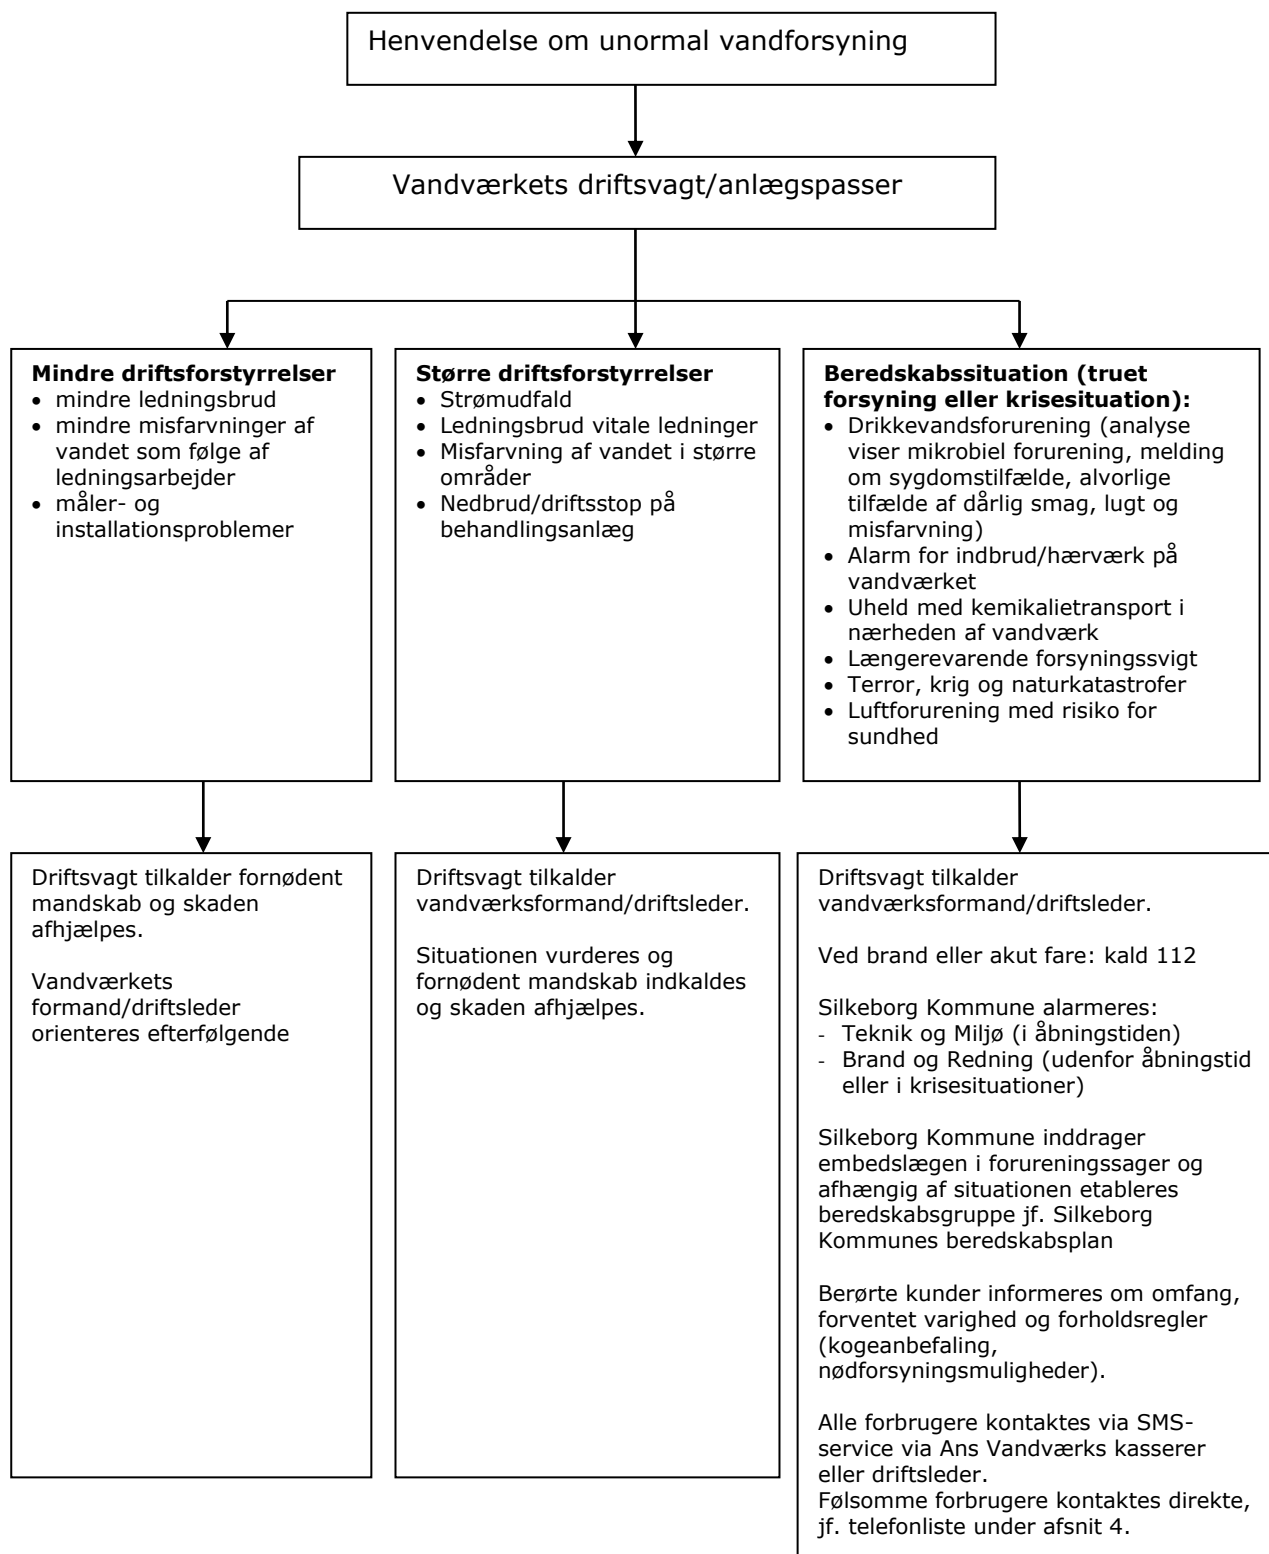 Henvendelse om unormal vandforsyning
Vandværkets driftsvagt/anlægspasser
Mindre driftsforstyrrelser
• mindre ledningsbrud
• mindre misfarvninger af
vandet som følge af
ledningsarbejder
• måler- og
installationsproblemer
Større driftsforstyrrelser
• Strømudfald
• Ledningsbrud vitale ledninger
• Misfarvning af vandet i større
områder
• Nedbrud/driftsstop på
behandlingsanlæg
Beredskabssituation (truet
forsyning eller krisesituation):
• Drikkevandsforurening (analyse
viser mikrobiel forurening, melding
om sygdomstilfælde, alvorlige
tilfælde af dårlig smag, lugt og
misfarvning)
• Alarm for indbrud/hærværk på
vandværket
• Uheld med kemikalietransport i
nærheden af vandværk
• Længerevarende forsyningssvigt
• Terror, krig og naturkatastrofer
• Luftforurening med risiko for
sundhed
Driftsvagt tilkalder fornødent
mandskab og skaden
afhjælpes.
Vandværkets
formand/driftsleder
orienteres efterfølgende
Driftsvagt tilkalder
vandværksformand/driftsleder.
Situationen vurderes og
fornødent mandskab indkaldes
og skaden afhjælpes.
Driftsvagt tilkalder
vandværksformand/driftsleder.
Ved brand eller akut fare: kald 112
Silkeborg Kommune alarmeres:
- Teknik og Miljø (i åbningstiden)
- Brand og Redning (udenfor åbningstid
eller i krisesituationer)
Silkeborg Kommune inddrager
embedslægen i forureningssager og
afhængig af situationen etableres
beredskabsgruppe jf. Silkeborg
Kommunes beredskabsplan
Berørte kunder informeres om omfang,
forventet varighed og forholdsregler
(kogeanbefaling,
nødforsyningsmuligheder).
Alle forbrugere kontaktes via SMS-
service via Ans Vandværks kasserer
eller driftsleder.
Følsomme forbrugere kontaktes direkte,
jf. telefonliste under afsnit 4.